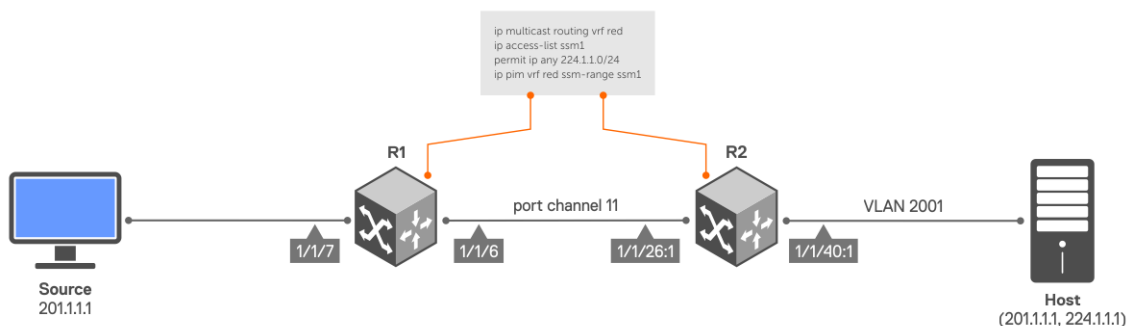 ip multicast routing vrf red
ip access-list ssm1
permit ip any 224.1.1.0/24
ip pim vrf red ssm-range ssm1
R1
R2
port channel 11
VLAN 2001
1/1/7
1/1/6
1/1/26:1
1/1/40:1
Source
201.1.1.1
Host
(201.1.1.1, 224.1.1.1)